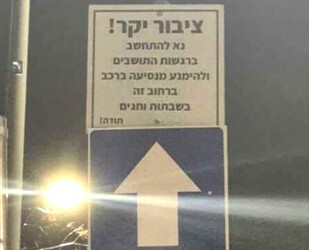 ציבור יקר!
נא להתחשב
ברגשות התושבים
ולהימנע מנסיעה ברכב
ברחוב זה
בשבתות וחגים
תודה!